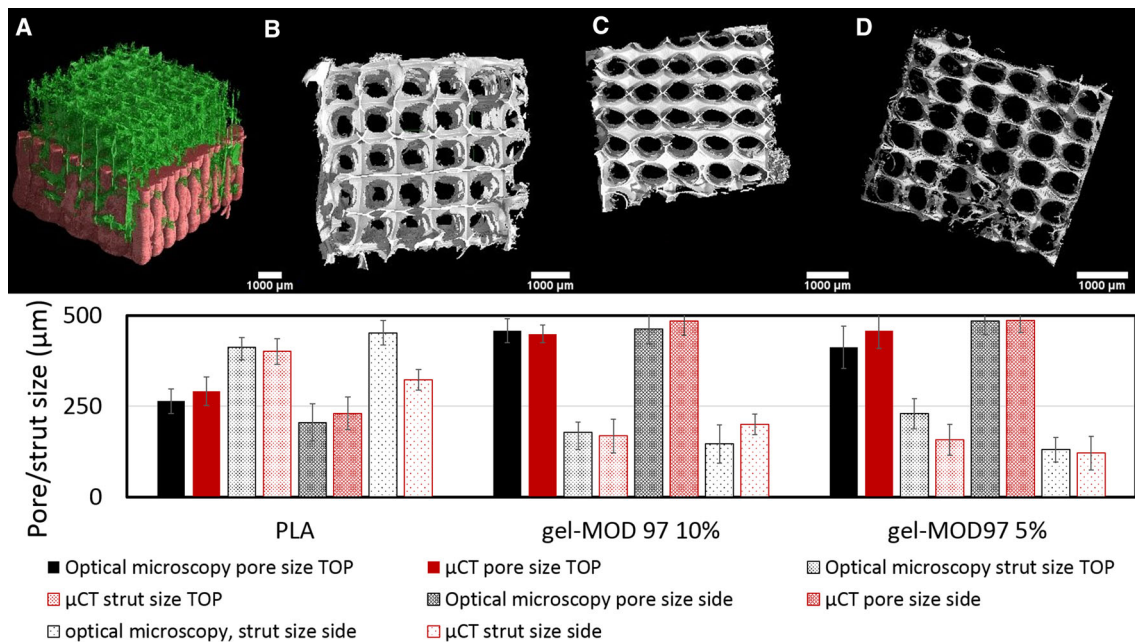 A
B
C
D
1000 µm
1000 µm
1000 µm
1000 µm
Pore/strut size (µm)
500
250
0
PLA
gel-MOD 97 10%
gel-MOD97 5%
Optical microscopy pore size TOP
µCT pore size TOP
Optical microscopy strut size TOP
µCT strut size TOP
Optical microscopy pore size side
µCT pore size side
optical microscopy, strut size side
µCT strut size side